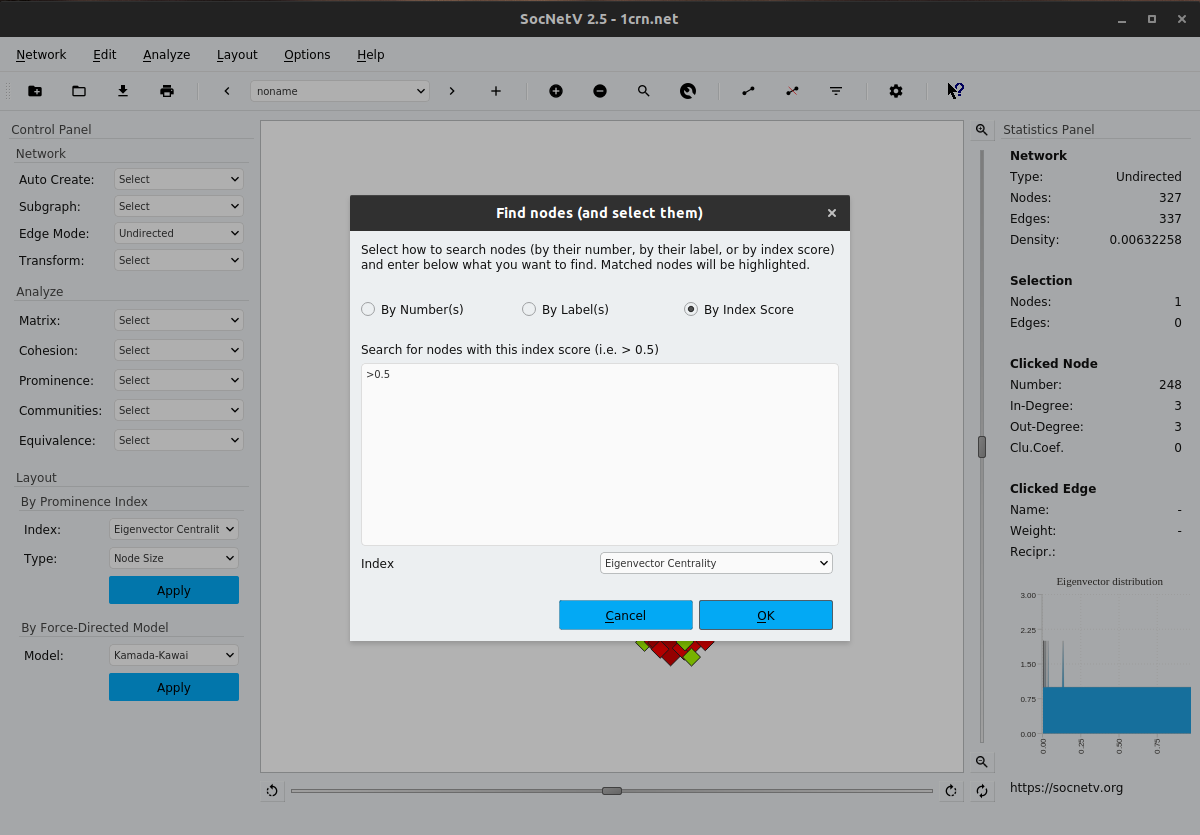 SocNetV 2.5 - 1crn.net
Network Edit Analyze Layout Options Help
noname
Control Panel
Network
Auto Create: Select
Subgraph: Select
Edge Mode: Undirected
Transform: Select
Analyze
Matrix: Select
Cohesion: Select
Prominence: Select
Communities: Select
Equivalence: Select
Layout
By Prominence Index
Index: Eigenvector Centralit
Type: Node Size
Apply
By Force-Directed Model
Model: Kamada-Kawai
Apply
Find nodes (and select them)
Select how to search nodes (by their number, by their label, or by index score)
and enter below what you want to find. Matched nodes will be highlighted.
By Number(s) By Label(s) By Index Score
Search for nodes with this index score (i.e. > 0.5)
>0.5
Index Eigenvector Centrality
Cancel OK
Statistics Panel
Network
Type: Undirected
Nodes: 327
Edges: 337
Density: 0.00632258
Selection
Nodes: 1
Edges: 0
Clicked Node
Number: 248
In-Degree: 3
Out-Degree: 3
Clu.Coef. 0
Clicked Edge
Name: -
Weight: -
Recipr.:
Eigenvector distribution
3.00
2.25
1.50
0.75
0.00
0.00 0.25 0.50 0.75
https://socnetv.org